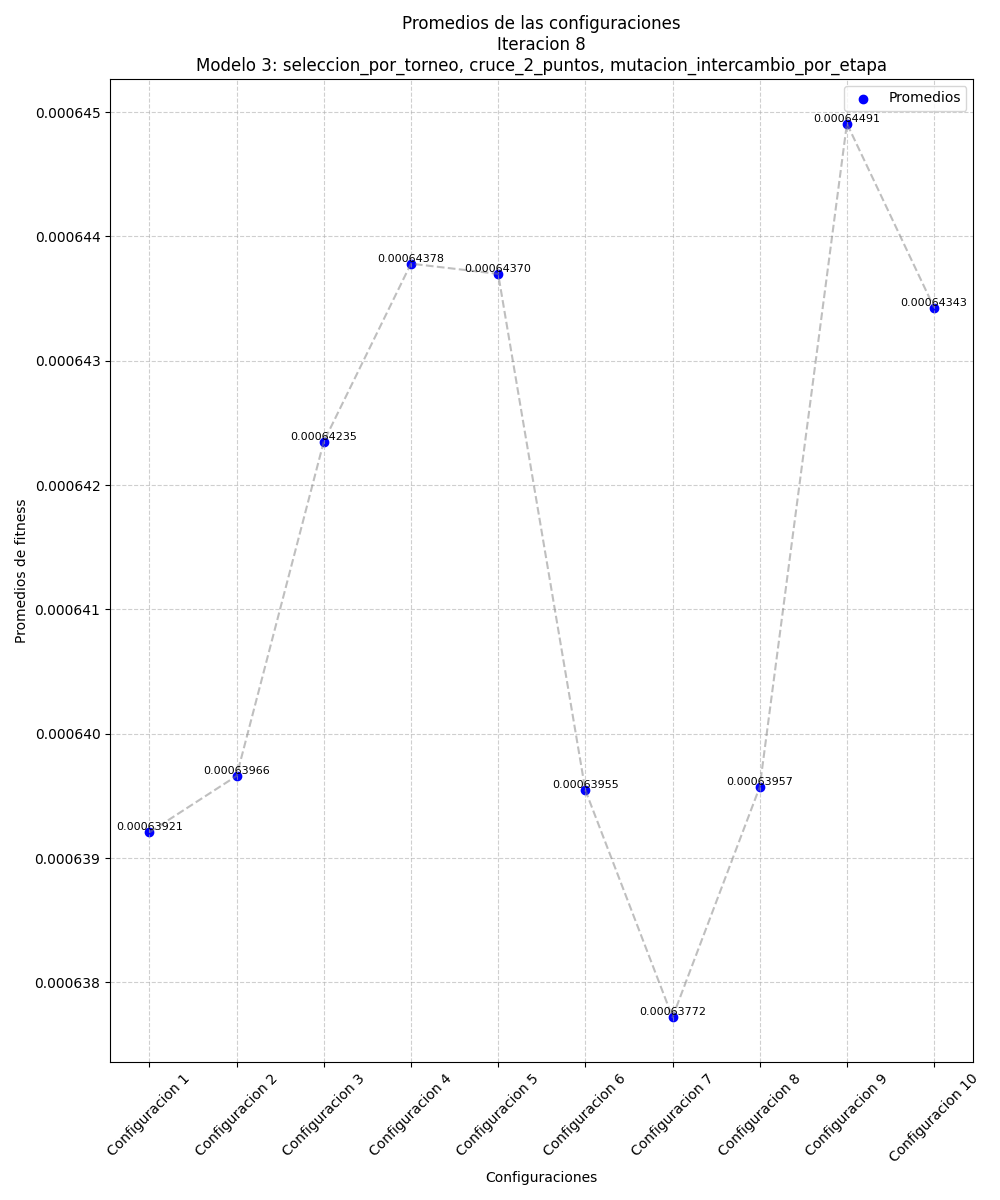 Promedios de las configuraciones
Iteracion 8
Modelo 3: seleccion_por_torneo, cruce_2_puntos, mutacion_intercambio_por_etapa
Promedios
0.000645
0.000644
0.000643
0.000642
0.000641
0.000640
0.000639
0.000638
Promedios de fitness
0.00063921
0.00063966
0.00064235
0.00064378
0.00064370
0.00063955
0.00063772
0.00063957
0.00064491
0.00064343
Configuracion 1
Configuracion 2
Configuracion 3
Configuracion 4
Configuracion 5
Configuracion 6
Configuracion 7
Configuracion 8
Configuracion 9
Configuracion 10
Configuraciones